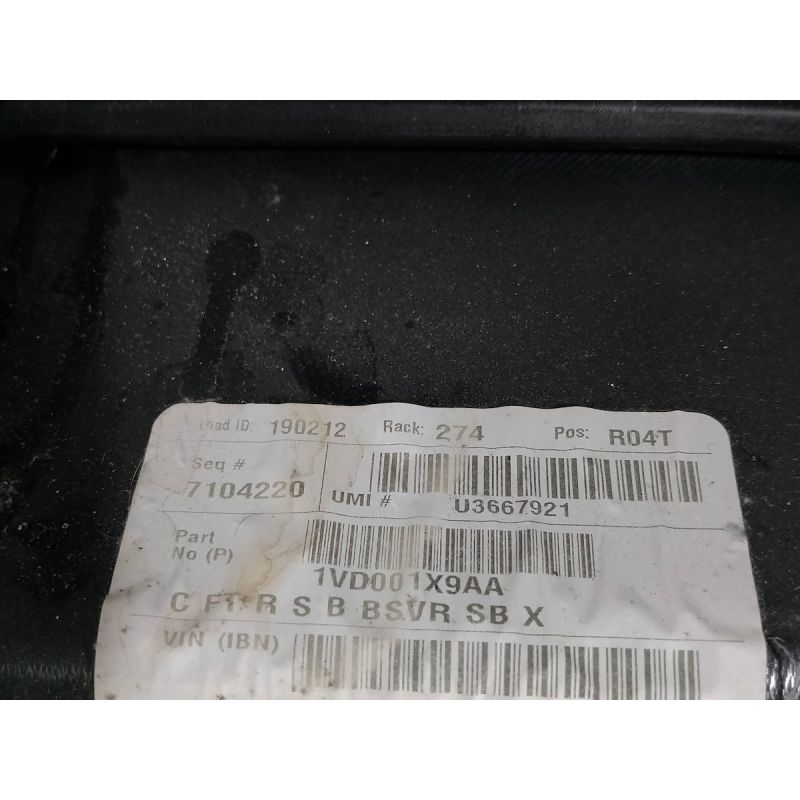 Load ID: 190212 Rack: 274 Pos: R04T
Seq #
7104220
UMI # U3667921
Part
No (P)
1VD001X9AA
C FT R S B BSVR SB X
VIN (IBN)